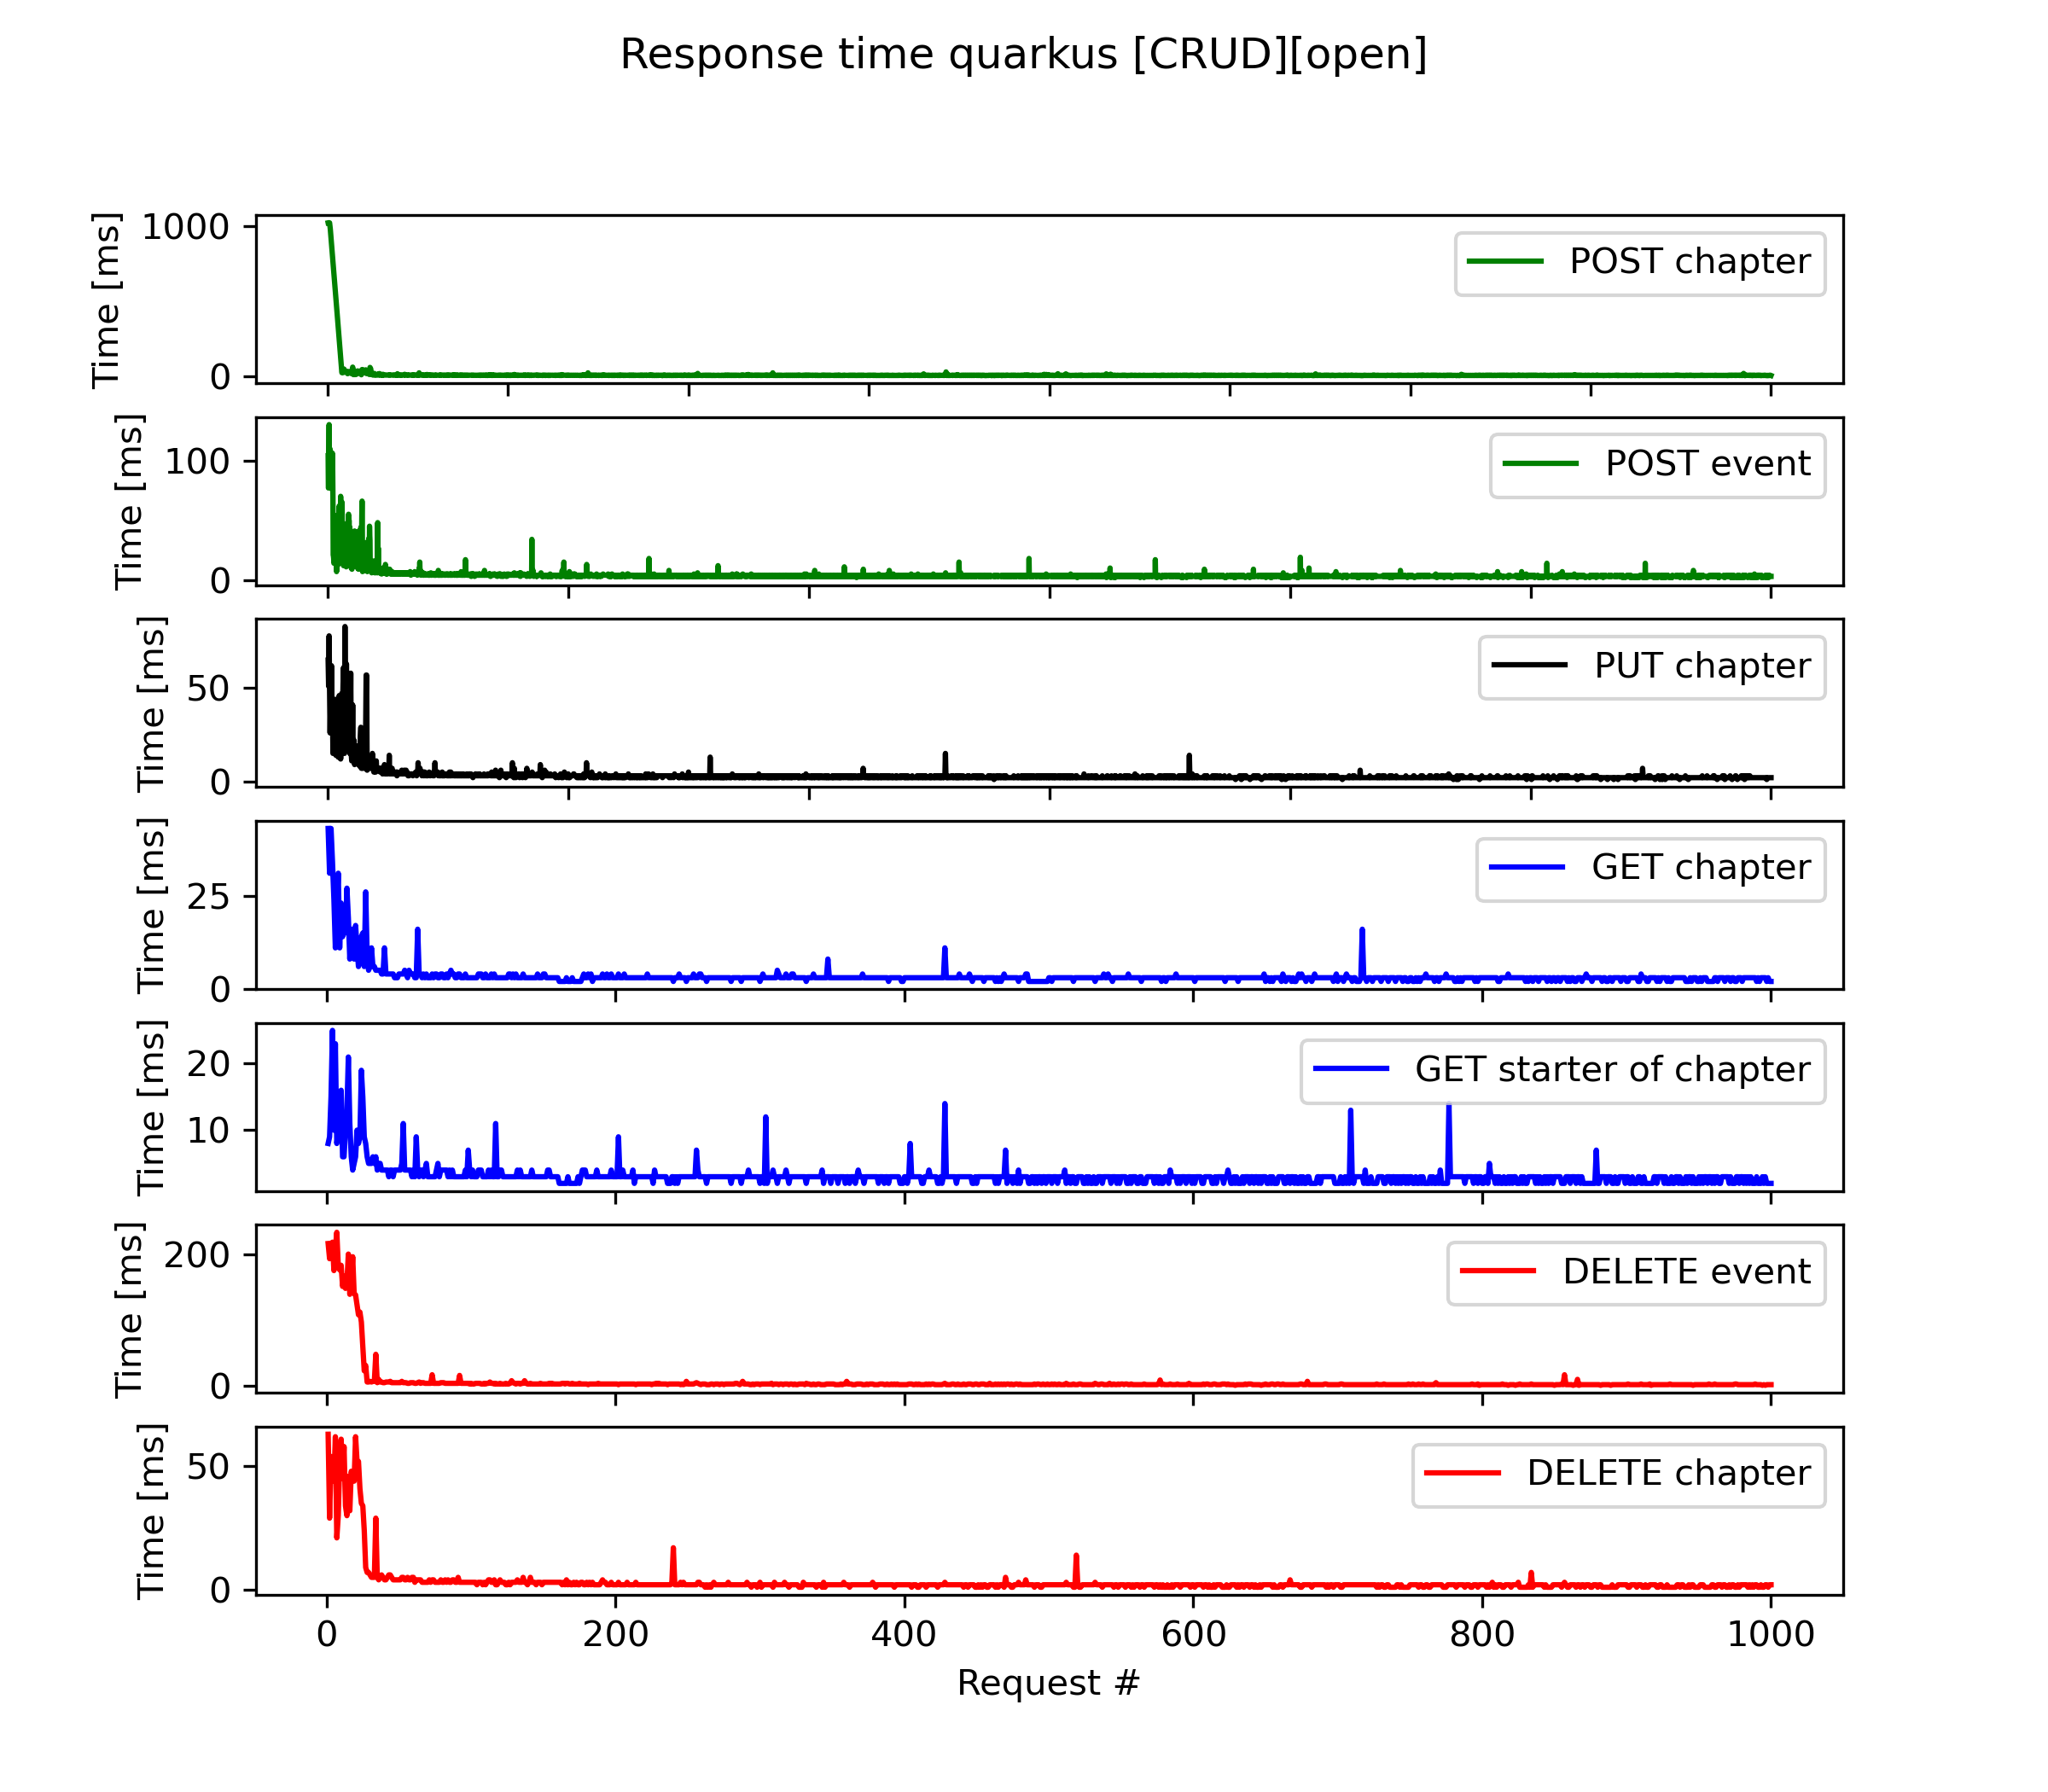 Response time quarkus [CRUD][open]
Time [ms]
1000
0
POST chapter
Time [ms]
100
0
POST event
Time [ms]
50
0
PUT chapter
Time [ms]
25
0
GET chapter
Time [ms]
20
10
GET starter of chapter
Time [ms]
200
0
DELETE event
Time [ms]
50
0
DELETE chapter
0 200 400 600 800 1000
Request #